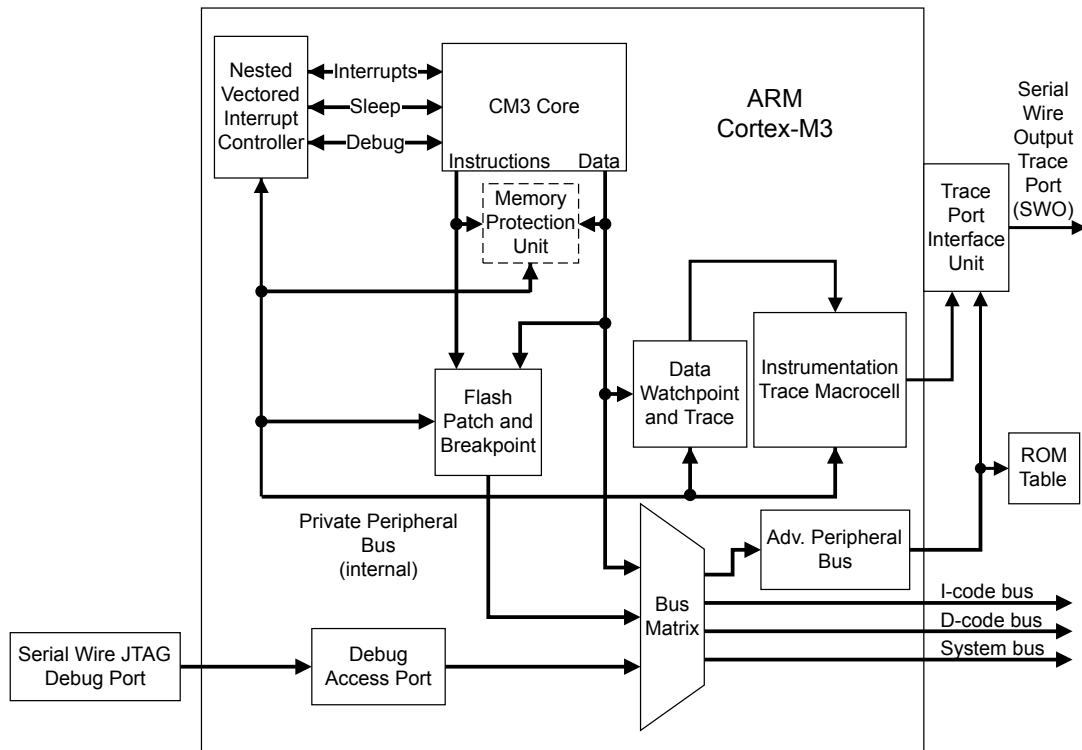 Nested
Vectored
Interrupt
Controller
Interrupts
Sleep
Debug
CM3 Core
Instructions
Data
ARM
Cortex-M3
Serial
Wire
Output
Trace
Port
(SWO)
Trace
Port
Interface
Unit
Memory
Protection
Unit
Flash
Patch and
Breakpoint
Data
Watchpoint
and Trace
Instrumentation
Trace Macrocell
ROM
Table
Private Peripheral
Bus
(internal)
Adv. Peripheral
Bus
Bus
Matrix
I-code bus
D-code bus
System bus
Serial Wire JTAG
Debug Port
Debug
Access Port